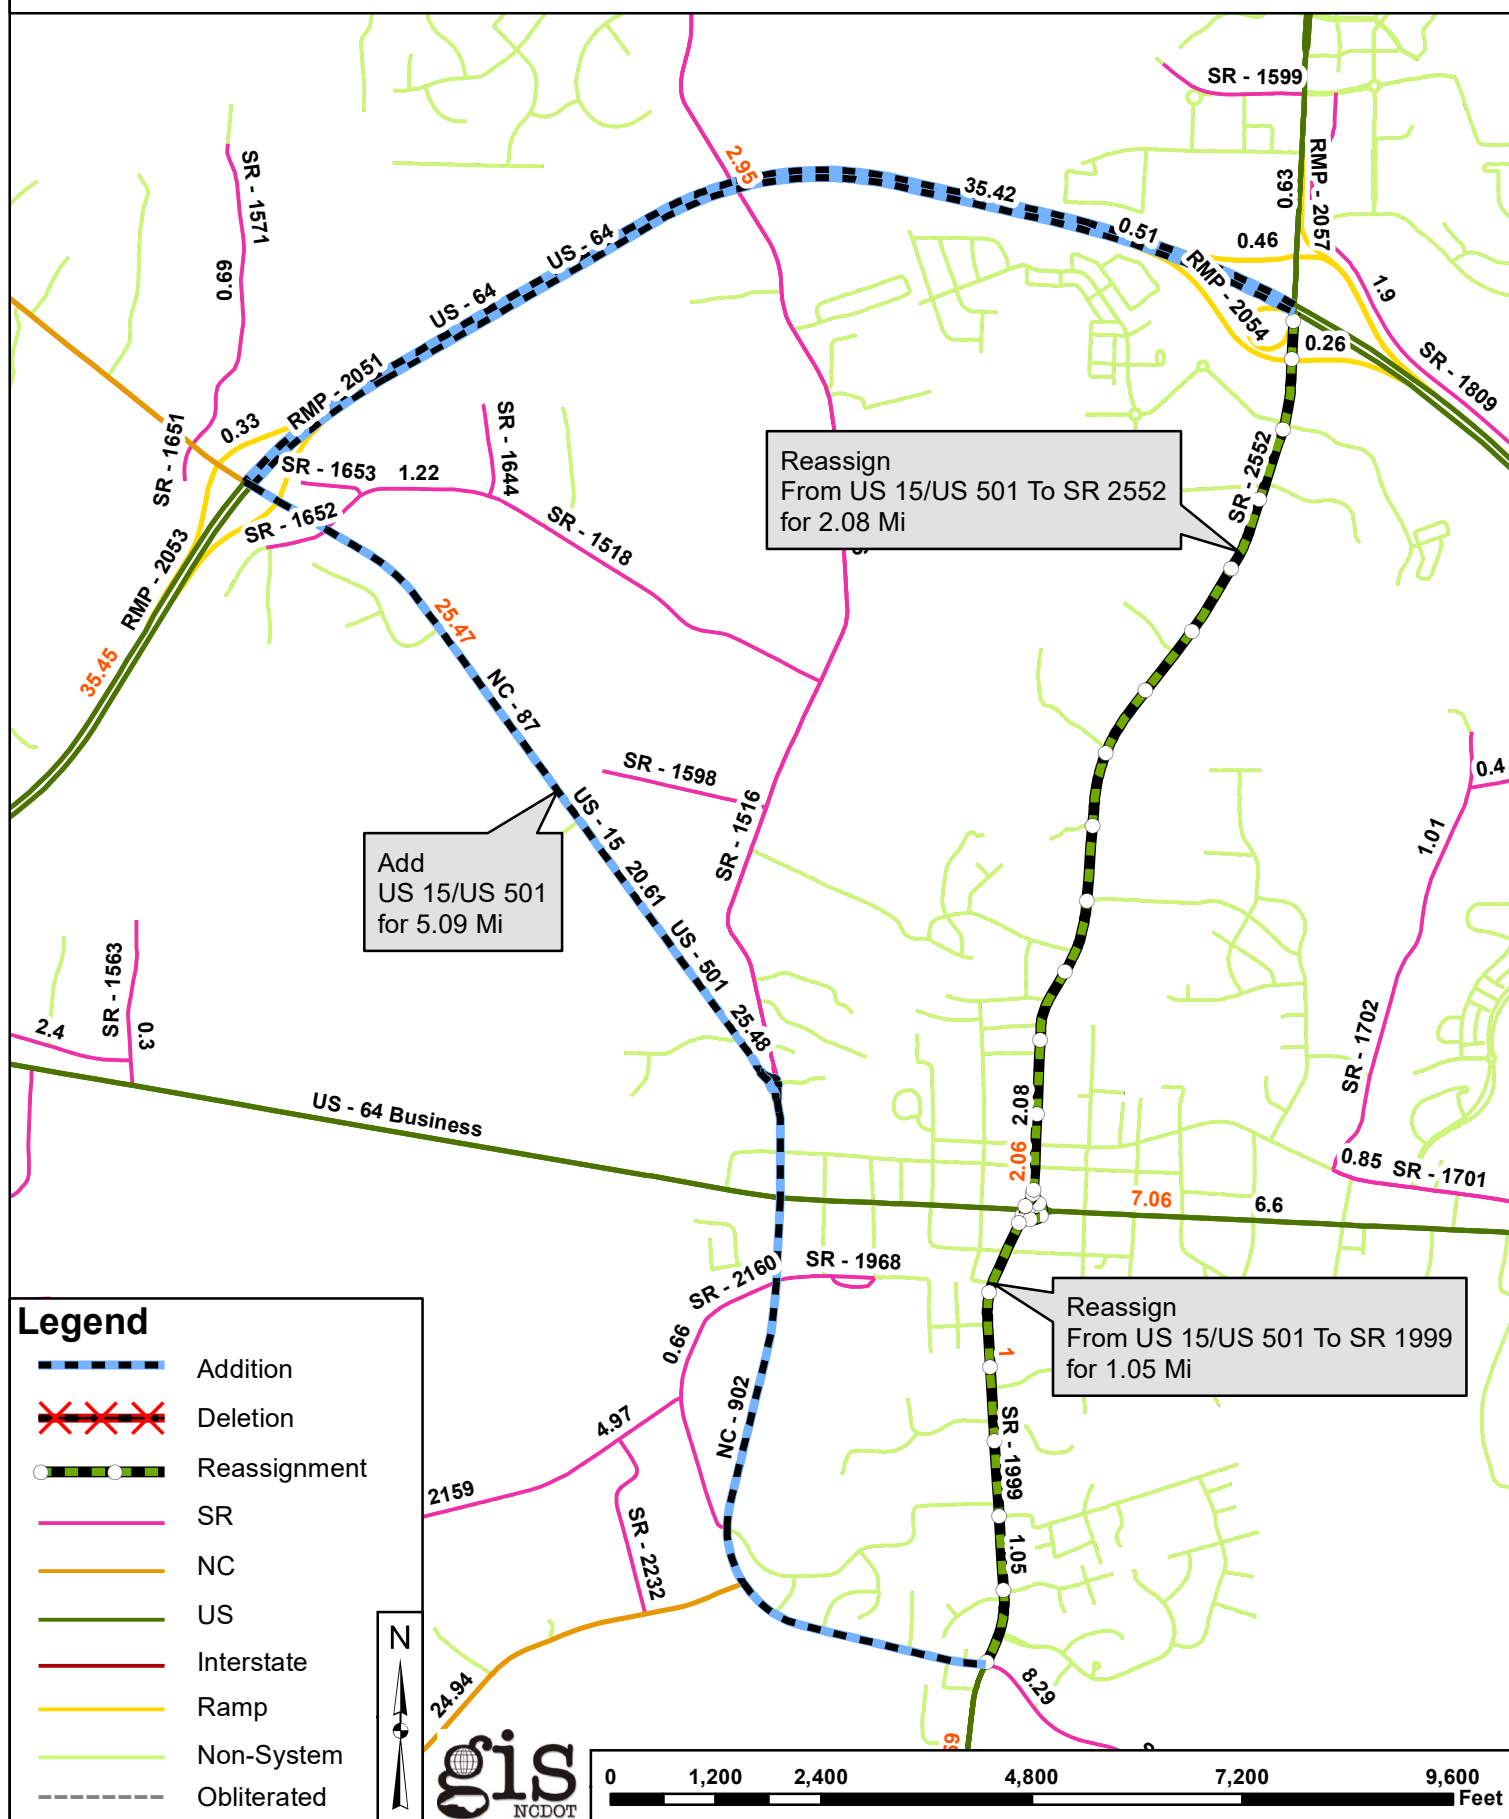 SR - 1599
RMP - 2057
0.63
SR - 1571
0.69
2.95
35.42
0.51
0.46
US - 64
US - 64
RMP - 2054
1.9
0.26
SR - 1809
RMP - 2051
0.33
SR - 1651
SR - 1653
1.22
SR - 1644
SR - 1652
SR - 1518
RMP - 2053
35.45
25.47
Reassign
From US 15/US 501 To SR 2552
for 2.08 Mi
SR - 2552
NC - 87
SR - 1598
SR - 1516
0.4
1.01
US - 15
20.61
US - 501
25.48
Add
US 15/US 501
for 5.09 Mi
SR - 1563
2.4
0.3
SR - 1702
US - 64 Business
2.08
2.06
0.85
SR - 1701
7.06
6.6
SR - 2160
SR - 1968
0.66
Reassign
From US 15/US 501 To SR 1999
for 1.05 Mi
1
NC - 902
4.97
2159
SR - 2232
SR - 1999
1.05
8.29
24.94
Legend
Addition
Deletion
Reassignment
SR
NC
US
Interstate
Ramp
Non-System
Obliterated
N
gis
NCDOT
0 1,200 2,400 4,800 7,200 9,600
Feet